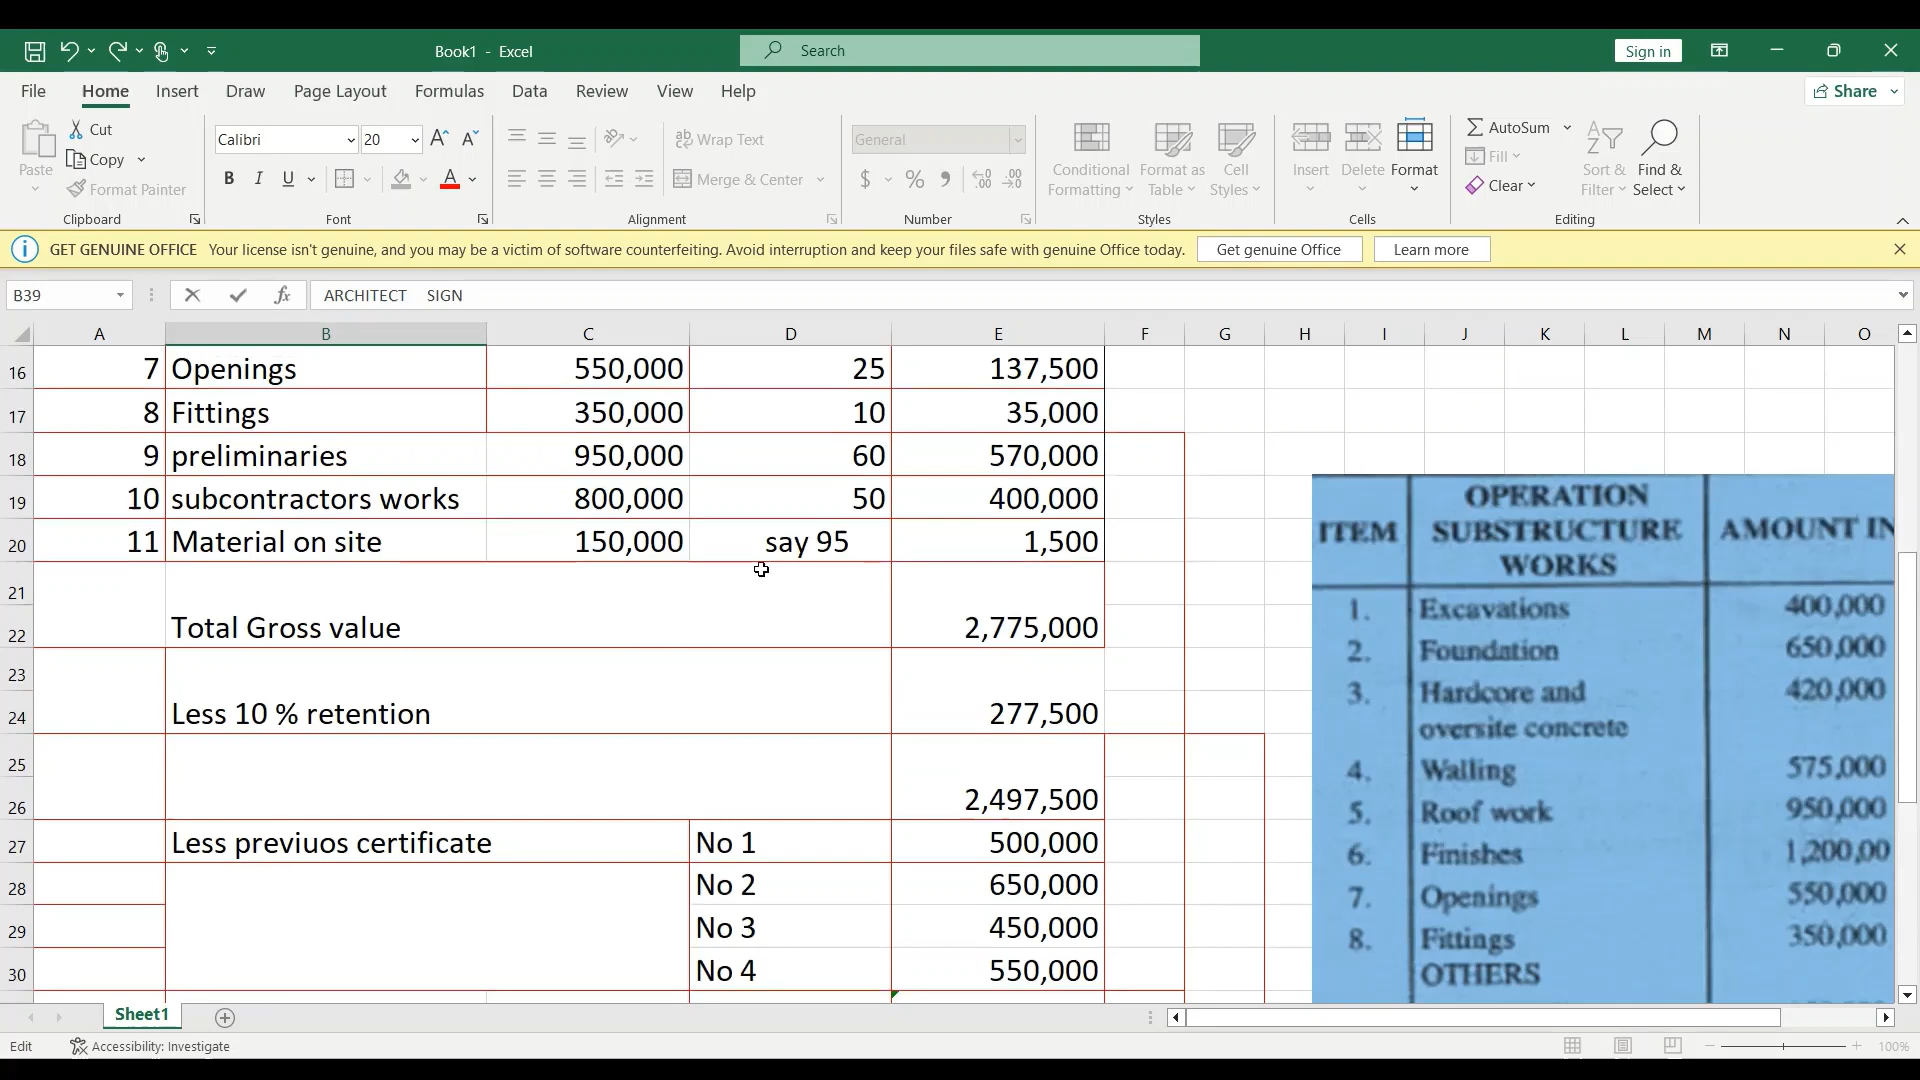 Book1 - Excel
Search
Sign in
File Home Insert Draw Page Layout Formulas Data Review View Help
Share
Paste
Cut
Copy
Format Painter
Clipboard
Calibri 20
B I U
Font
Wrap Text
Merge & Center
Alignment
General
$ % 9
Number
Conditional Formatting
Format as Table
Cell Styles
Styles
Insert
Delete
Format
Cells
AutoSum
Fill
Clear
Sort & Filter
Find & Select
Editing
GET GENUINE OFFICE Your license isn't genuine, and you may be a victim of software counterfeiting. Avoid interruption and keep your files safe with genuine Office today.
Get genuine Office
Learn more
B39
fx
ARCHITECT SIGN
A B C D E F G H I J K L M N O
16 7 Openings 550,000 25 137,500
17 8 Fittings 350,000 10 35,000
18 9 preliminaries 950,000 60 570,000
19 10 subcontractors works 800,000 50 400,000
20 11 Material on site 150,000 say 95 1,500
21
22 Total Gross value 2,775,000
23
24 Less 10 % retention 277,500
25
26 2,497,500
27 Less previuos certificate No 1 500,000
28 No 2 650,000
29 No 3 450,000
30 No 4 550,000
ITEM
OPERATION
SUBSTRUCTURE
WORKS
AMOUNT IN
1. Excavations 400,000
2. Foundation 650,000
3. Hardcore and 420,000
oversite concrete
4. Walling 575,000
5. Roof work 950,000
6. Finishes 1,200,00
7. Openings 550,000
8. Fittings 350,000
OTHERS
Sheet1
Edit
Accessibility: Investigate
100%